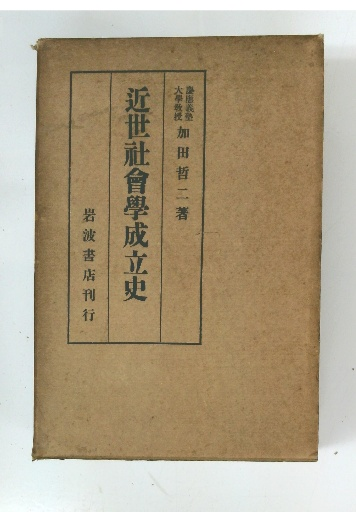 慶應義塾
大學教授
加田哲二著
近世社會學成立史
岩波書店刊行